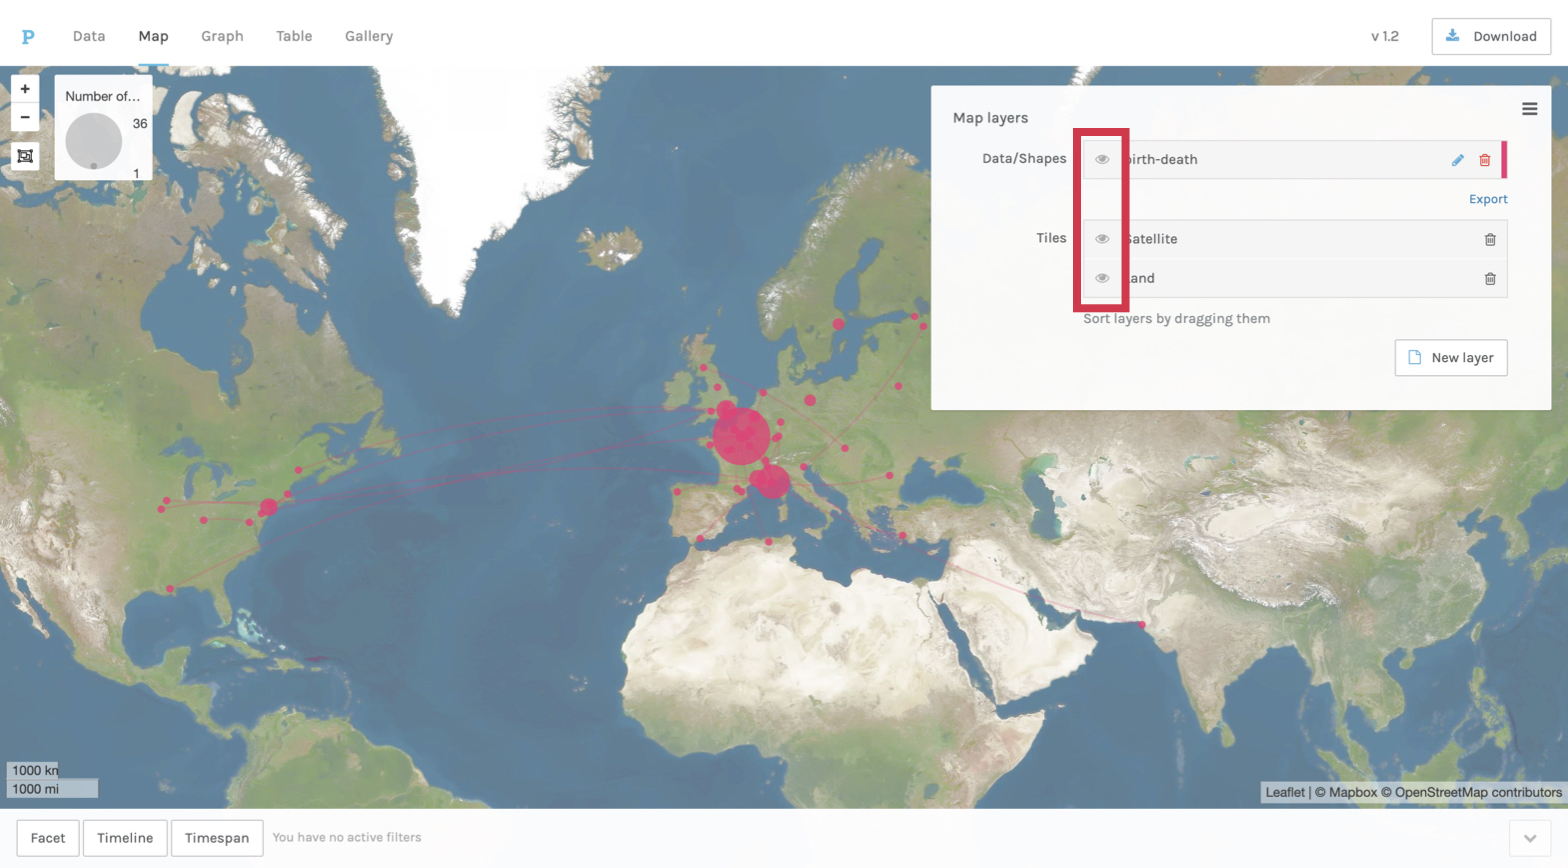 P Data Map Graph Table Gallery v 1.2 Download
+
Number of...
36
−
1
Map layers
Data/Shapes birth-death
Export
Tiles Satellite
Land
Sort layers by dragging them
New layer
1000 km
1000 mi
Leaflet | © Mapbox © OpenStreetMap contributors
Facet Timeline Timespan You have no active filters